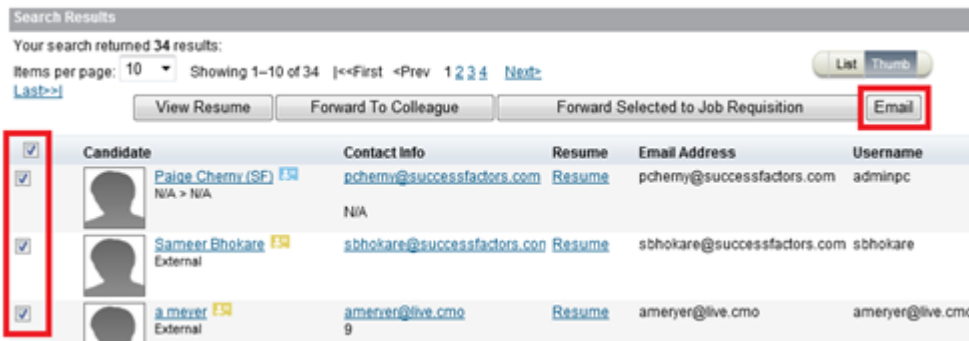 Search Results
Your search returned 34 results:
Items per page: 10 Showing 1–10 of 34 |<<First <Prev 1 2 3 4 Next> List Thumb
Last>>|
View Resume Forward To Colleague Forward Selected to Job Requisition Email
Candidate Contact Info Resume Email Address Username
Paige Cherny (SF) pcherny@successfactors.com Resume pcherny@successfactors.com adminpc
N/A > N/A
N/A
Sameer Bhokare sbhokare@successfactors.con Resume sbhokare@successfactors.com sbhokare
External
a meyer ameryer@live.cmo Resume ameryer@live.cmo ameryer@live.cmo
External 9